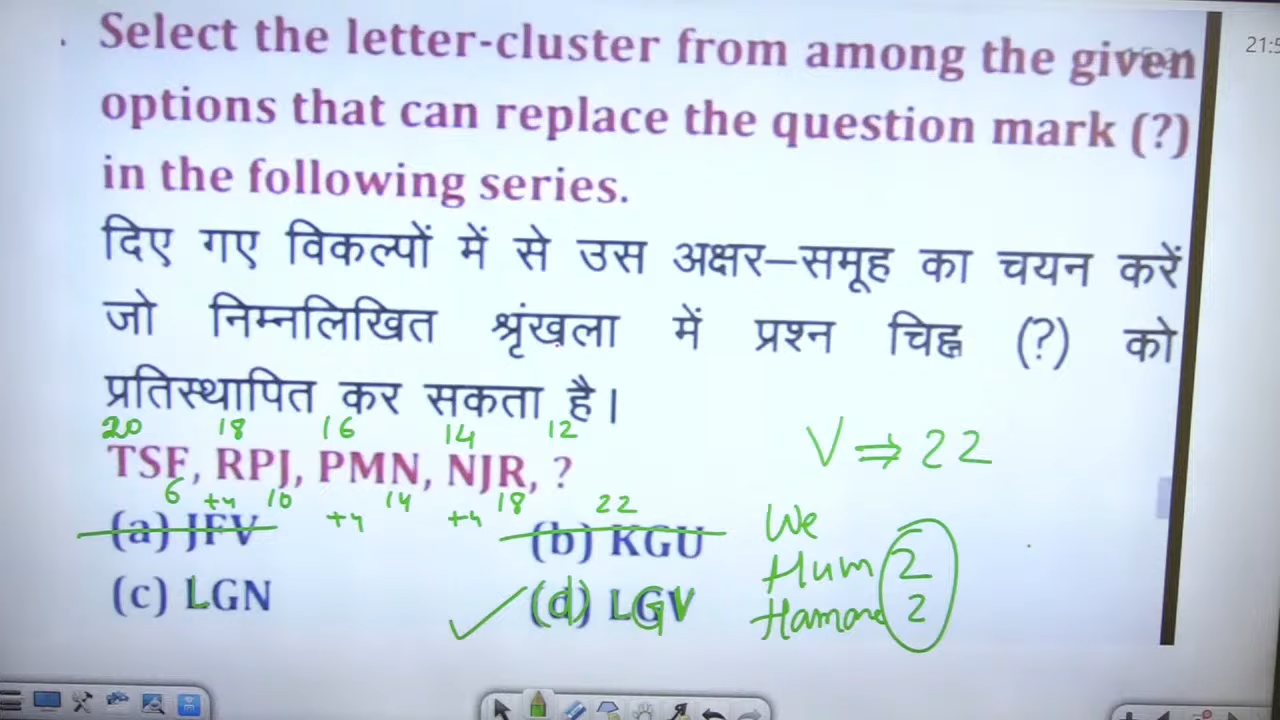 Select the letter-cluster from among the given
21:5
options that can replace the question mark (?)
in the following series.
दिए गए विकल्पों में से उस अक्षर–समूह का चयन करें
जो निम्नलिखित श्रृंखला में प्रश्न चिह्न (?) को
प्रतिस्थापित कर सकता है।
20 18 16 14 12
TSF, RPJ, PMN, NJR, ?
V ⇒ 22
6 +4 10 +4 14 +4 18 22
(a) JFV (b) KGU
We
Hum 2
(c) LGN (d) LGV
2